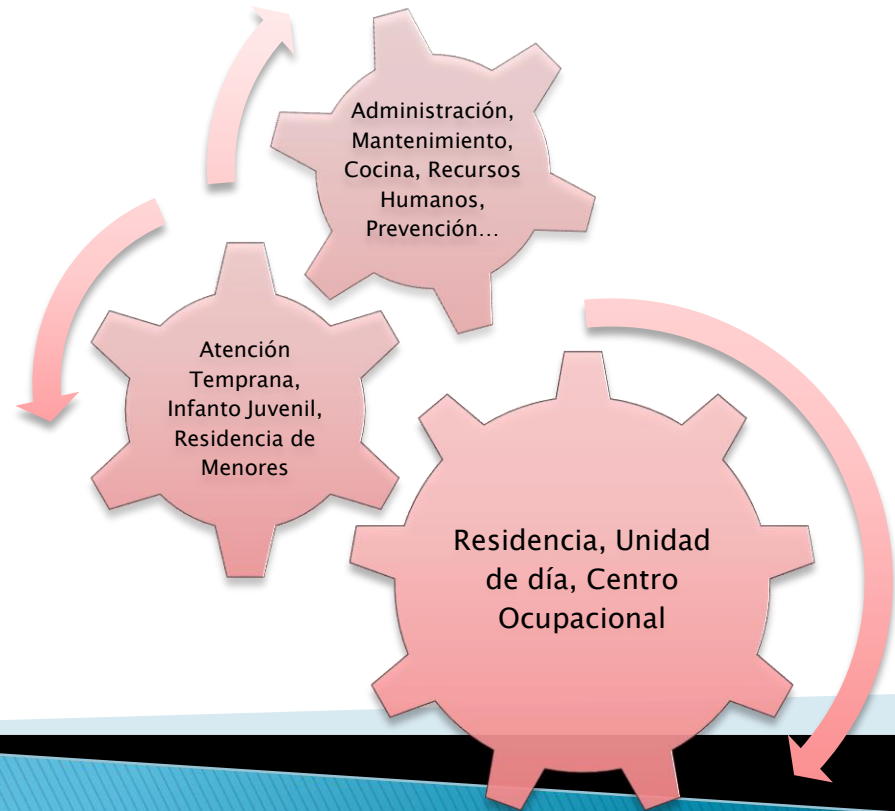 Administración,
Mantenimiento,
Cocina, Recursos
Humanos,
Prevención…
Atención
Temprana,
Infanto Juvenil,
Residencia de
Menores
Residencia, Unidad
de día, Centro
Ocupacional